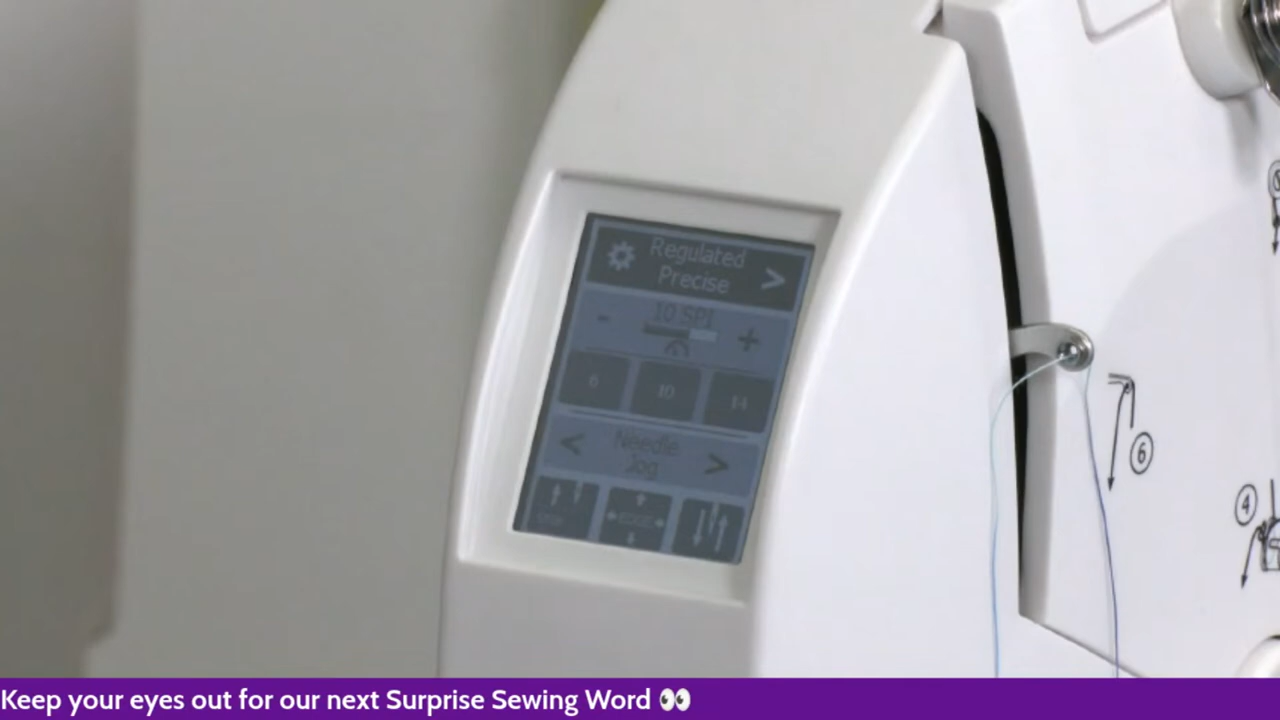 Regulated
Precise
>
- 10 SPI +
6 10 14
< Needle >
Jog
EDGE
6
4
Keep your eyes out for our next Surprise Sewing Word 👀